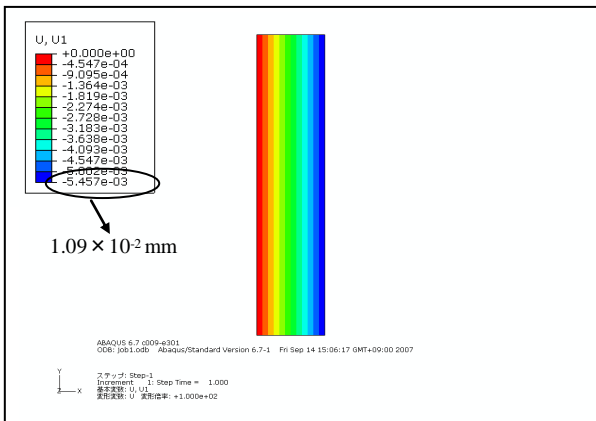 U, U1
+0.000e+00
-4.547e-04
-9.095e-04
-1.364e-03
-1.819e-03
-2.274e-03
-2.728e-03
-3.183e-03
-3.638e-03
-4.093e-03
-4.547e-03
-5.002e-03
-5.457e-03
1.09×10-2 mm
ABAQUS 6.7 c009-e301
ODB: job1.odb Abaqus/Standard Version 6.7-1 Fri Sep 14 15:06:17 GMT+09:00 2007
Y
Z X
ステップ: Step-1
Increment 1: Step Time = 1.000
基本変数: U, U1
変形変数: U 変形倍率: +1.000e+02